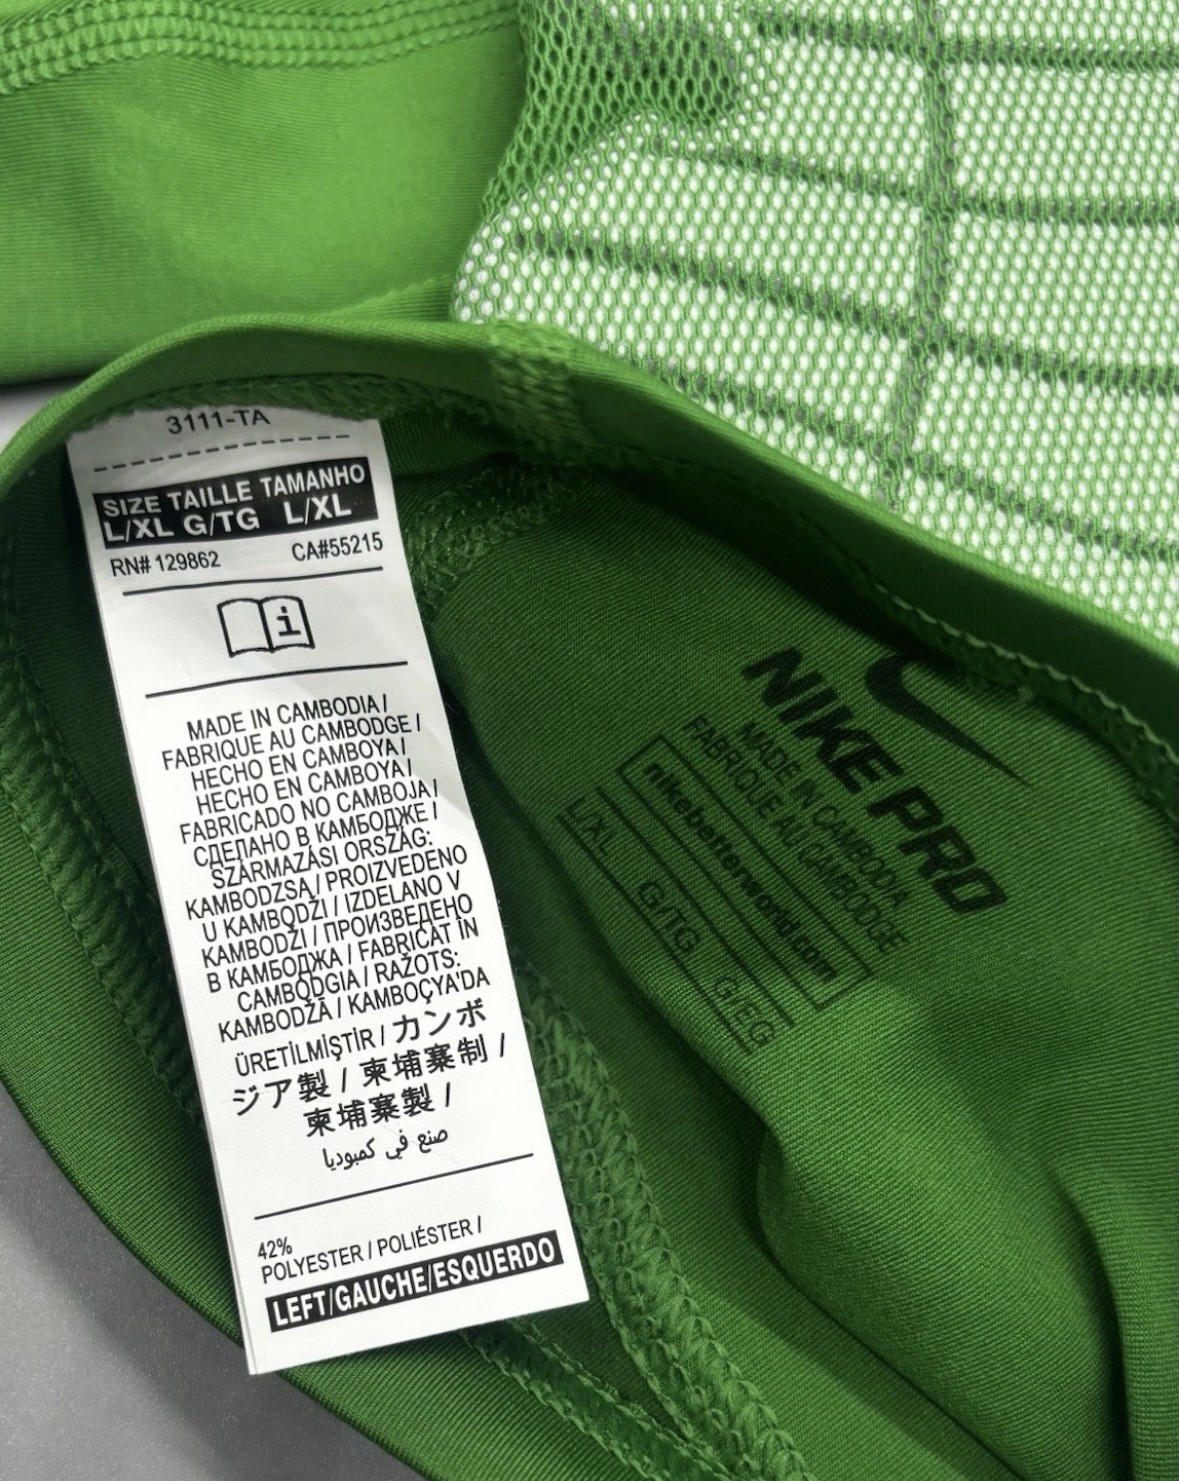 3111-TA
SIZE TAILLE TAMANHO
L/XL G/TG L/XL
RN# 129862 CA#55215
i
MADE IN CAMBODIA /
FABRIQUE AU CAMBODGE /
HECHO EN CAMBOYA /
HECHO EN CAMBOYA /
FABRICADO NO CAMBOJA /
СДЕЛАНО В КАМБОДЖЕ /
SZÁRMAZÁSI ORSZÁG:
KAMBODZSA / PROIZVEDENO
U KAMBODŽI / IZDELANO V
KAMBODŽI / ПРОИЗВЕДЕНО
В КАМБОДЖА / FABRICAT ÎN
CAMBODGIA / RAŽOTS:
KAMBODŽĀ / KAMBOÇYA'DA
ÜRETİLMİŞTİR / カンボ
ジア製 / 柬埔寨制 /
柬埔寨製 /
صنع في كمبوديا
42%
POLYESTER / POLIÉSTER /
LEFT/GAUCHE/ESQUERDO
NIKE PRO
MADE IN CAMBODIA
FABRIQUE AU CAMBODGE
nikebetterworld.com
L/XL G/TG G/EG